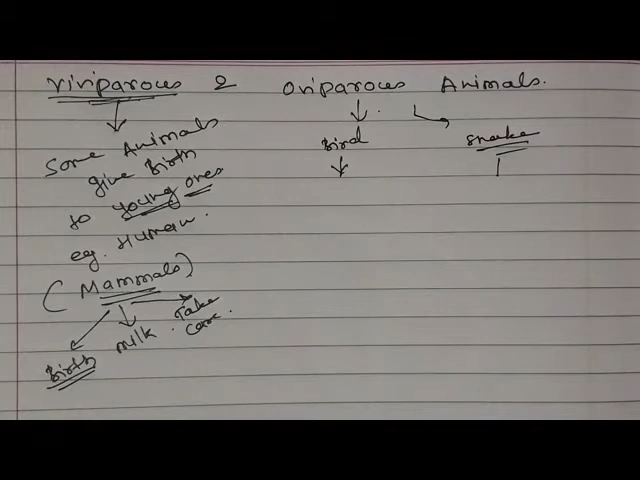 Viviparous & Oviparous Animals.
Some Animals
give Birth
to young ones
eg. Human.
(Mammals)
Birth
milk.
Take
care.
Bird
Snake